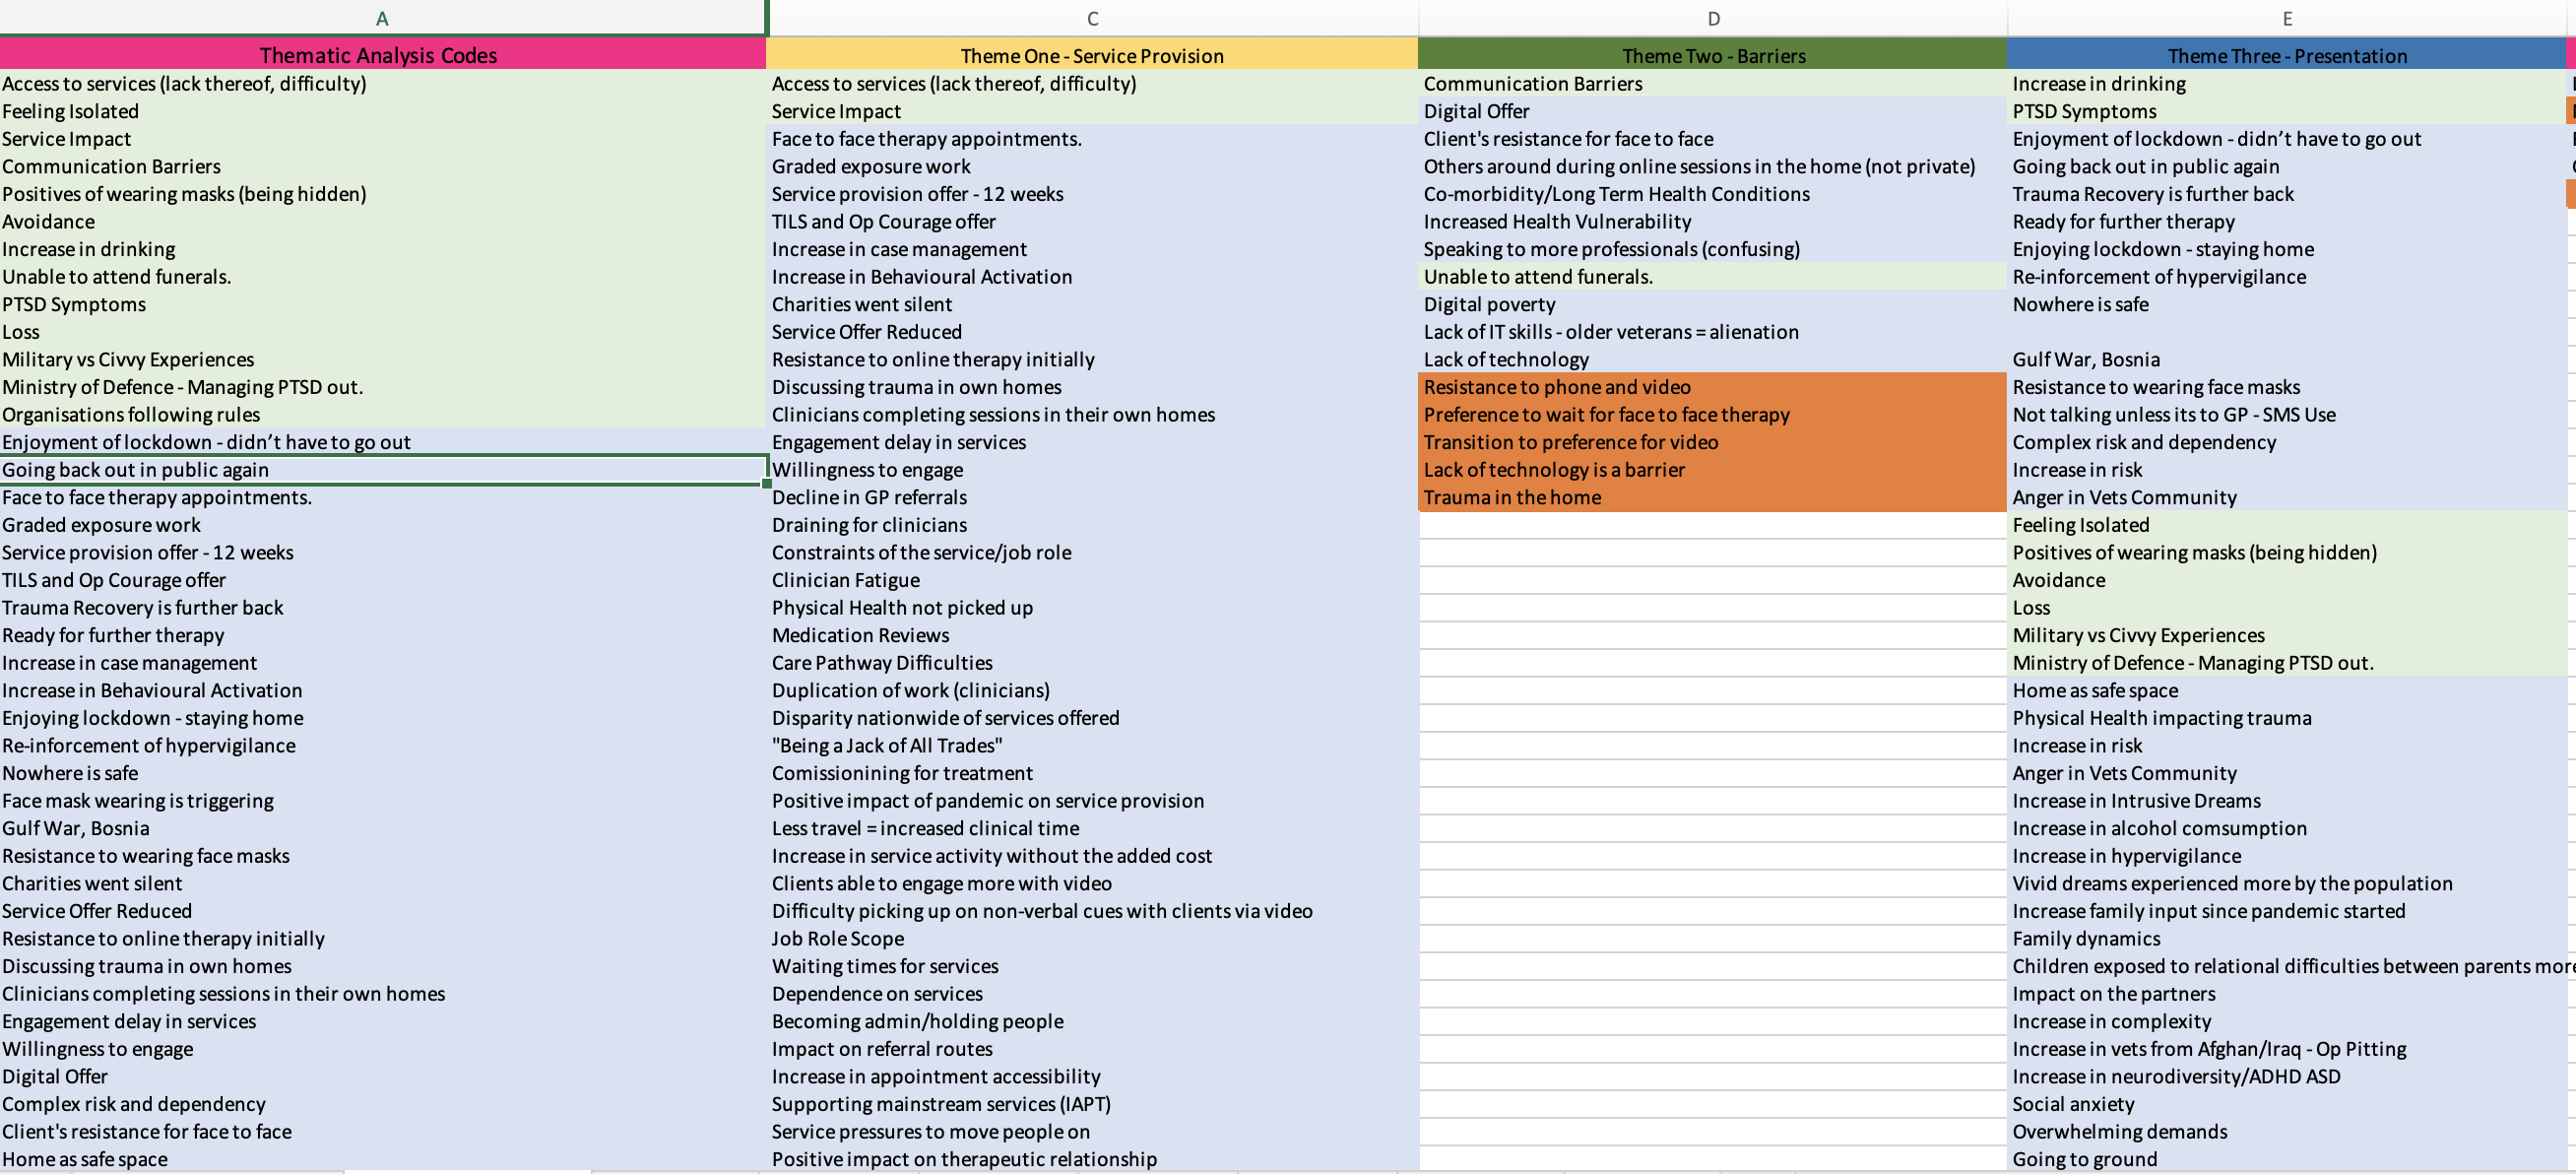 A
Thematic Analysis Codes
Access to services (lack thereof, difficulty)
Feeling Isolated
Service Impact
Communication Barriers
Positives of wearing masks (being hidden)
Avoidance
Increase in drinking
Unable to attend funerals.
PTSD Symptoms
Loss
Military vs Civvy Experiences
Ministry of Defence - Managing PTSD out.
Organisations following rules
Enjoyment of lockdown - didn’t have to go out
Going back out in public again
Face to face therapy appointments.
Graded exposure work
Service provision offer - 12 weeks
TILS and Op Courage offer
Trauma Recovery is further back
Ready for further therapy
Increase in case management
Increase in Behavioural Activation
Enjoying lockdown - staying home
Re-inforcement of hypervigilance
Nowhere is safe
Face mask wearing is triggering
Gulf War, Bosnia
Resistance to wearing face masks
Charities went silent
Service Offer Reduced
Resistance to online therapy initially
Discussing trauma in own homes
Clinicians completing sessions in their own homes
Engagement delay in services
Willingness to engage
Digital Offer
Complex risk and dependency
Client's resistance for face to face
Home as safe space
C
Theme One - Service Provision
Access to services (lack thereof, difficulty)
Service Impact
Face to face therapy appointments.
Graded exposure work
Service provision offer - 12 weeks
TILS and Op Courage offer
Increase in case management
Increase in Behavioural Activation
Charities went silent
Service Offer Reduced
Resistance to online therapy initially
Discussing trauma in own homes
Clinicians completing sessions in their own homes
Engagement delay in services
Willingness to engage
Decline in GP referrals
Draining for clinicians
Constraints of the service/job role
Clinician Fatigue
Physical Health not picked up
Medication Reviews
Care Pathway Difficulties
Duplication of work (clinicians)
Disparity nationwide of services offered
"Being a Jack of All Trades"
Comissionining for treatment
Positive impact of pandemic on service provision
Less travel = increased clinical time
Increase in service activity without the added cost
Clients able to engage more with video
Difficulty picking up on non-verbal cues with clients via video
Job Role Scope
Waiting times for services
Dependence on services
Becoming admin/holding people
Impact on referral routes
Increase in appointment accessibility
Supporting mainstream services (IAPT)
Service pressures to move people on
Positive impact on therapeutic relationship
D
Theme Two - Barriers
Communication Barriers
Digital Offer
Client's resistance for face to face
Others around during online sessions in the home (not private)
Co-morbidity/Long Term Health Conditions
Increased Health Vulnerability
Speaking to more professionals (confusing)
Unable to attend funerals.
Digital poverty
Lack of IT skills - older veterans = alienation
Lack of technology
Resistance to phone and video
Preference to wait for face to face therapy
Transition to preference for video
Lack of technology is a barrier
Trauma in the home
E
Theme Three - Presentation
Increase in drinking
PTSD Symptoms
Enjoyment of lockdown - didn’t have to go out
Going back out in public again
Trauma Recovery is further back
Ready for further therapy
Enjoying lockdown - staying home
Re-inforcement of hypervigilance
Nowhere is safe
Gulf War, Bosnia
Resistance to wearing face masks
Not talking unless its to GP - SMS Use
Complex risk and dependency
Increase in risk
Anger in Vets Community
Feeling Isolated
Positives of wearing masks (being hidden)
Avoidance
Loss
Military vs Civvy Experiences
Ministry of Defence - Managing PTSD out.
Home as safe space
Physical Health impacting trauma
Increase in risk
Anger in Vets Community
Increase in Intrusive Dreams
Increase in alcohol comsumption
Increase in hypervigilance
Vivid dreams experienced more by the population
Increase family input since pandemic started
Family dynamics
Children exposed to relational difficulties between parents more
Impact on the partners
Increase in complexity
Increase in vets from Afghan/Iraq - Op Pitting
Increase in neurodiversity/ADHD ASD
Social anxiety
Overwhelming demands
Going to ground